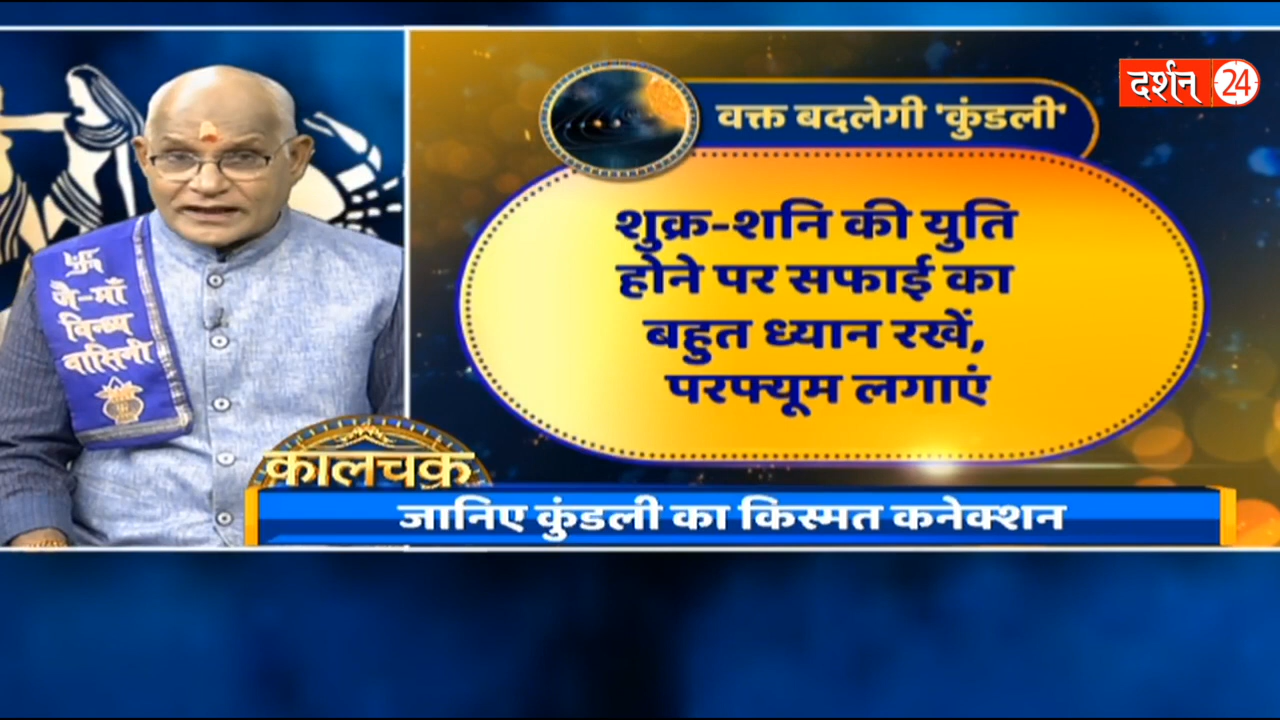 दर्शन 24
वक्त बदलेगी 'कुंडली'
शुक्र-शनि की युति
होने पर सफाई का
बहुत ध्यान रखें,
परफ्यूम लगाएं
जै-माँ
विन्ध्य
वासिनी
कालचक्र
जानिए कुंडली का किस्मत कनेक्शन